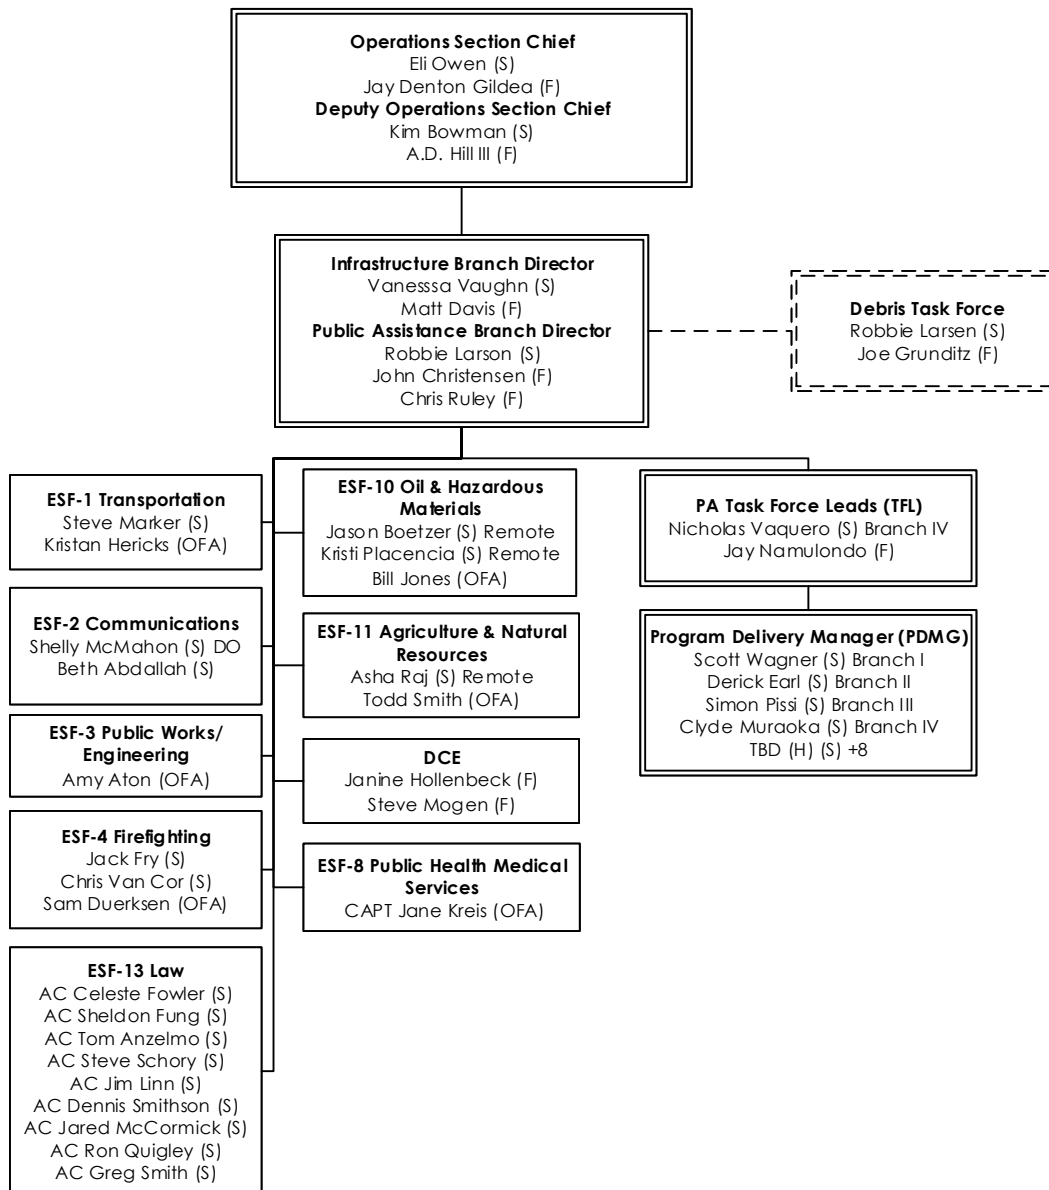 Operations Section Chief
Eli Owen (S)
Jay Denton Gildea (F)
Deputy Operations Section Chief
Kim Bowman (S)
A.D. Hill III (F)
Infrastructure Branch Director
Vanesssa Vaughn (S)
Matt Davis (F)
Public Assistance Branch Director
Robbie Larson (S)
John Christensen (F)
Chris Ruley (F)
Debris Task Force
Robbie Larsen (S)
Joe Grunditz (F)
ESF-1 Transportation
Steve Marker (S)
Kristan Hericks (OFA)
ESF-2 Communications
Shelly McMahon (S) DO
Beth Abdallah (S)
ESF-3 Public Works/
Engineering
Amy Aton (OFA)
ESF-4 Firefighting
Jack Fry (S)
Chris Van Cor (S)
Sam Duerksen (OFA)
ESF-13 Law
AC Celeste Fowler (S)
AC Sheldon Fung (S)
AC Tom Anzelmo (S)
AC Steve Schory (S)
AC Jim Linn (S)
AC Dennis Smithson (S)
AC Jared McCormick (S)
AC Ron Quigley (S)
AC Greg Smith (S)
ESF-10 Oil & Hazardous
Materials
Jason Boetzer (S) Remote
Kristi Placencia (S) Remote
Bill Jones (OFA)
ESF-11 Agriculture & Natural
Resources
Asha Raj (S) Remote
Todd Smith (OFA)
DCE
Janine Hollenbeck (F)
Steve Mogen (F)
ESF-8 Public Health Medical
Services
CAPT Jane Kreis (OFA)
PA Task Force Leads (TFL)
Nicholas Vaquero (S) Branch IV
Jay Namulondo (F)
Program Delivery Manager (PDMG)
Scott Wagner (S) Branch I
Derick Earl (S) Branch II
Simon Pissi (S) Branch III
Clyde Muraoka (S) Branch IV
TBD (H) (S) +8